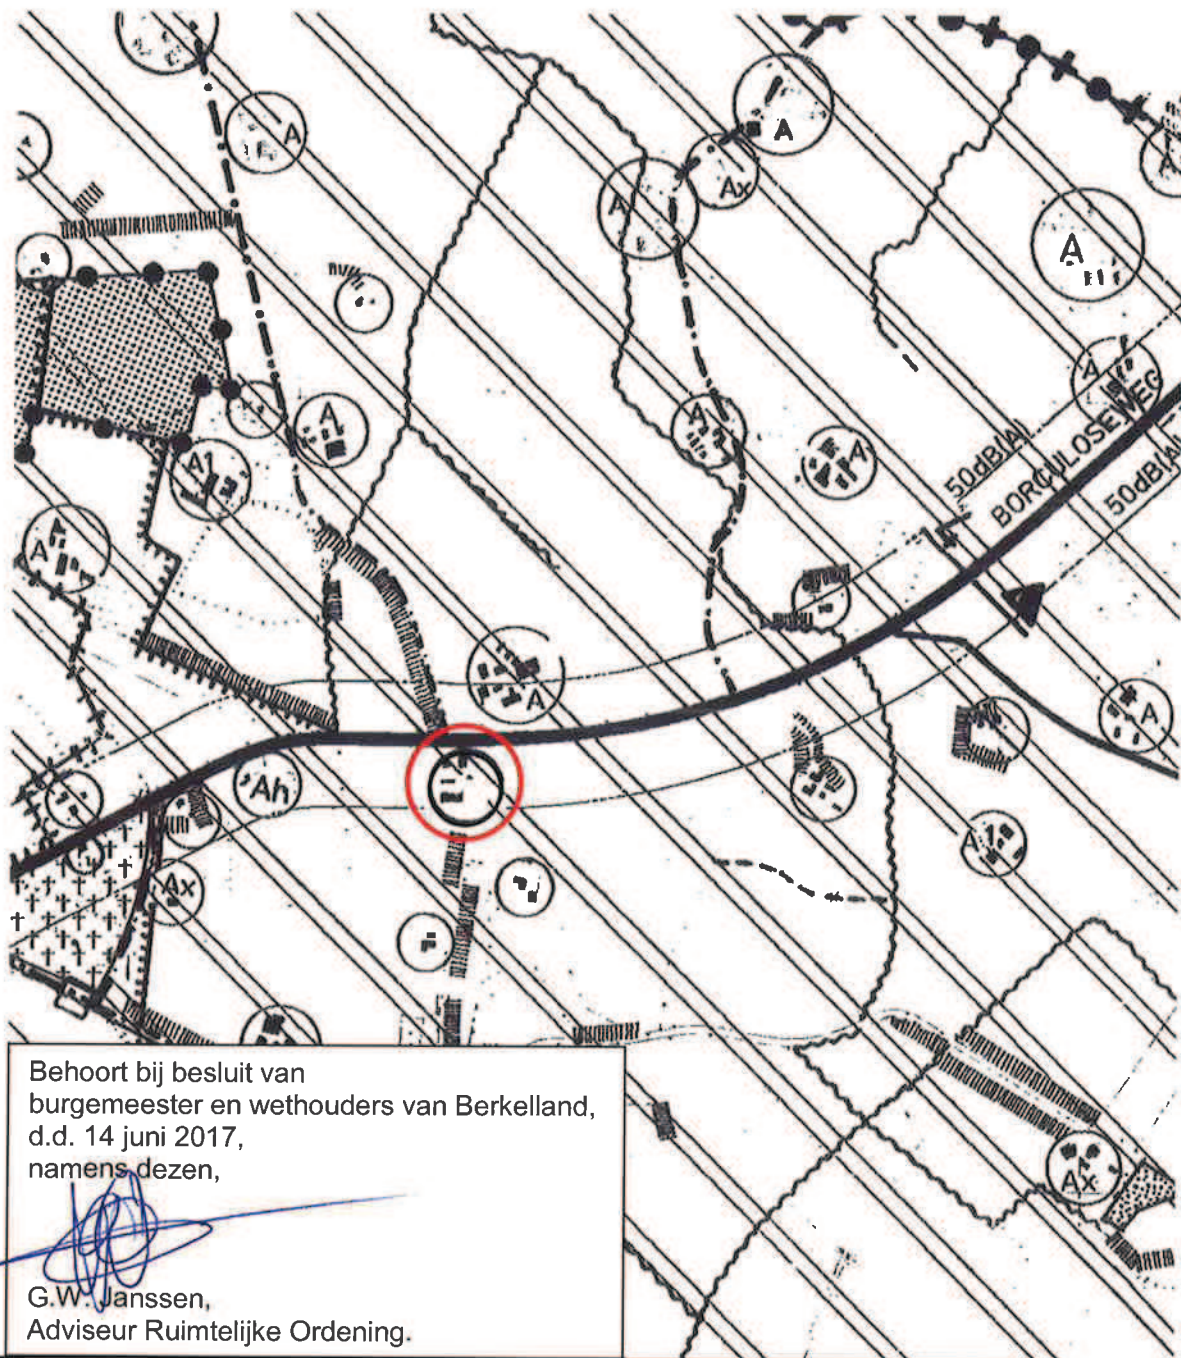 A
A
Ax
A
A
A
A
A
A
A
A1
A
50dB(A)
BORCULOSEWEG
50dB(A)
A
Ah
A
A
Ax
Ax
Behoort bij besluit van
burgemeester en wethouders van Berkelland,
d.d. 14 juni 2017,
namens dezen,
G.W. Janssen,
Adviseur Ruimtelijke Ordening.